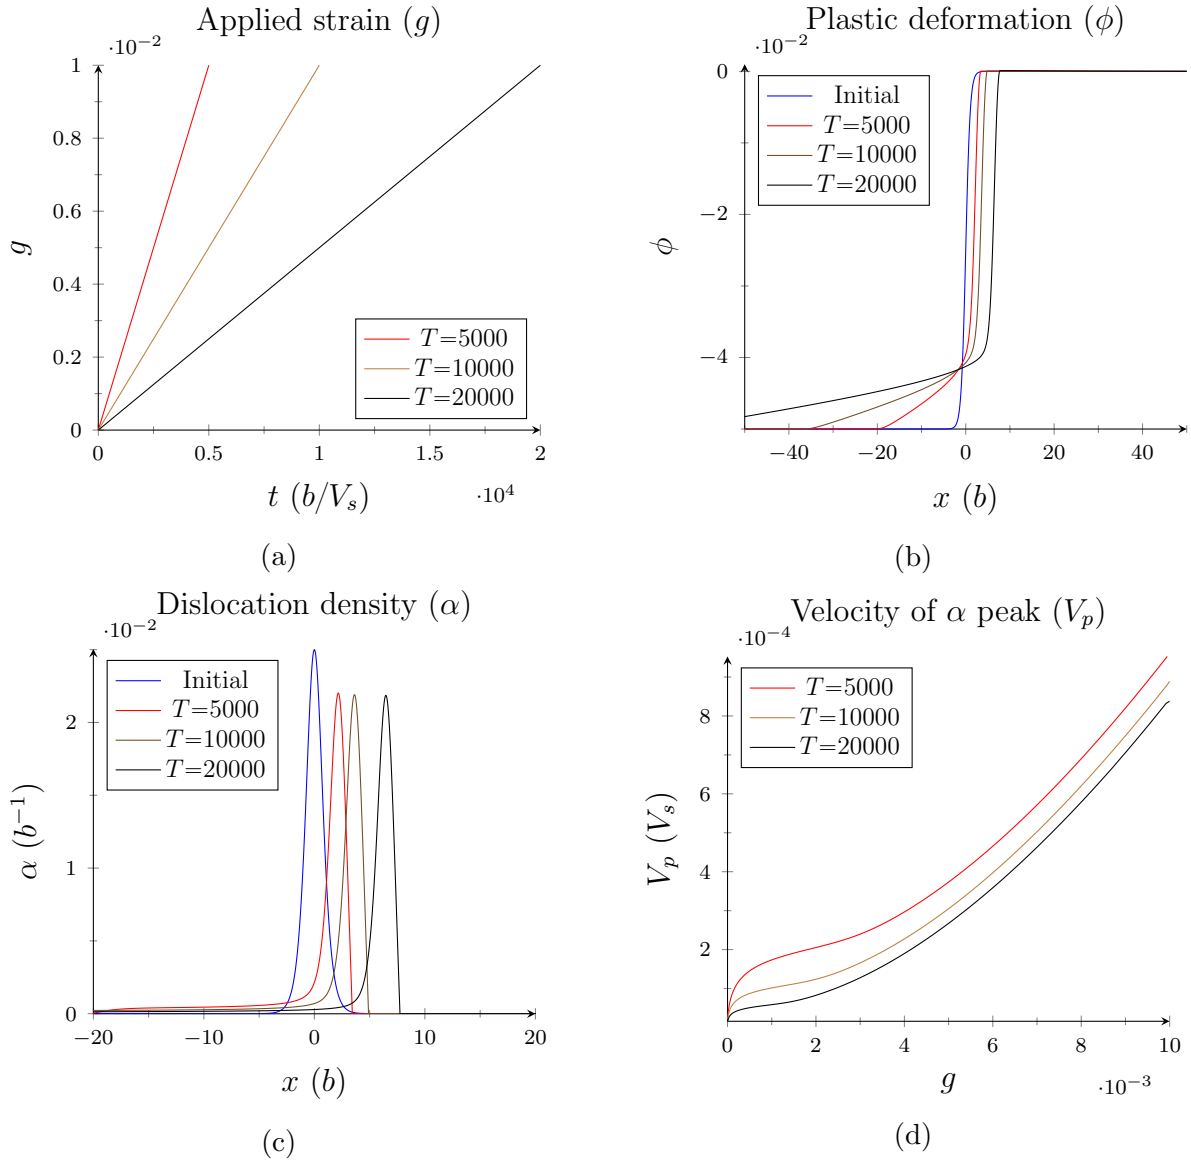 Applied strain (g)
·10⁻²
1
0.8
0.6
0.4
0.2
0
g
T=5000
T=10000
T=20000
0
0.5
1
1.5
2
t (b/Vₛ)
·10⁴
(a)
Plastic deformation (ϕ)
·10⁻²
0
−2
−4
ϕ
Initial
T=5000
T=10000
T=20000
−40
−20
0
20
40
x (b)
(b)
Dislocation density (α)
·10⁻²
2
1
0
α (b⁻¹)
Initial
T=5000
T=10000
T=20000
−20
−10
0
10
20
x (b)
(c)
Velocity of α peak (Vₚ)
·10⁻⁴
8
6
4
2
Vₚ (Vₛ)
T=5000
T=10000
T=20000
0
2
4
6
8
10
g
·10⁻³
(d)